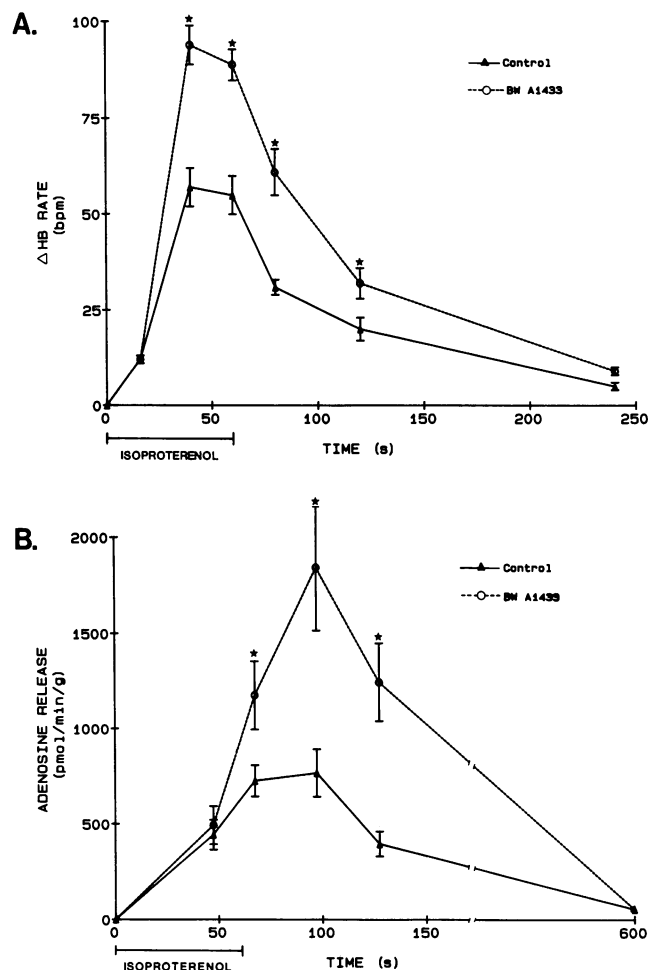 A.
100
75
50
25
0
△HB RATE
(bpm)
★
★
★
★
Control
BW A1433
0 50 100 150 200 250
ISOPROTERENOL
TIME (s)
B.
2000
1500
1000
500
0
ADENOSINE RELEASE
(pmol/min/g)
★
★
★
Control
BW A1433
0 50 100 150 600
ISOPROTERENOL
TIME (s)